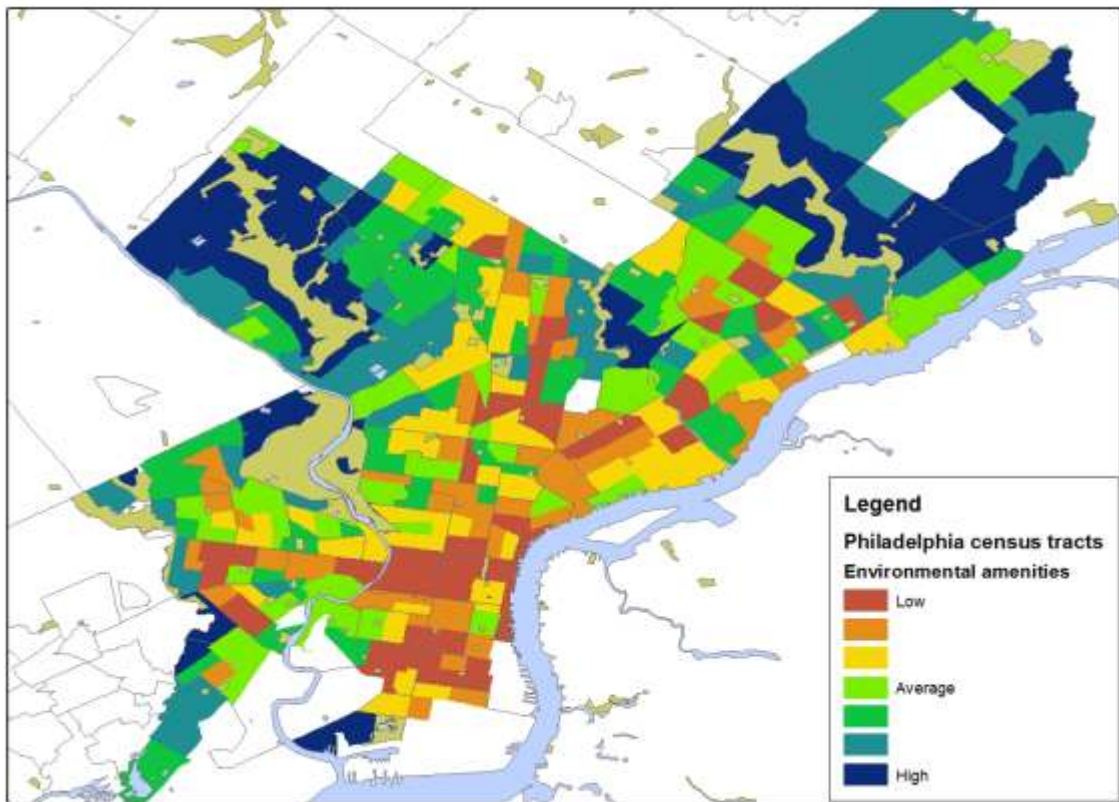 Legend
Philadelphia census tracts
Environmental amenities
Low
Average
High